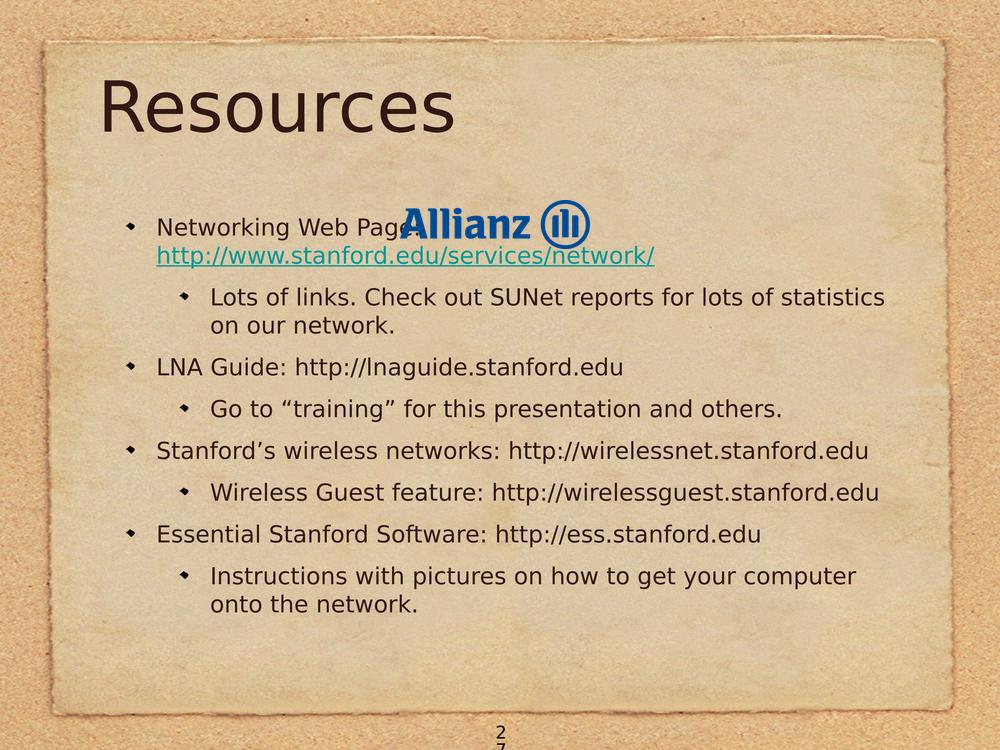 Resources
Networking Web Page:
Allianz
http://www.stanford.edu/services/network/
Lots of links. Check out SUNet reports for lots of statistics
on our network.
LNA Guide: http://lnaguide.stanford.edu
Go to “training” for this presentation and others.
Stanford’s wireless networks: http://wirelessnet.stanford.edu
Wireless Guest feature: http://wirelessguest.stanford.edu
Essential Stanford Software: http://ess.stanford.edu
Instructions with pictures on how to get your computer
onto the network.
2
7